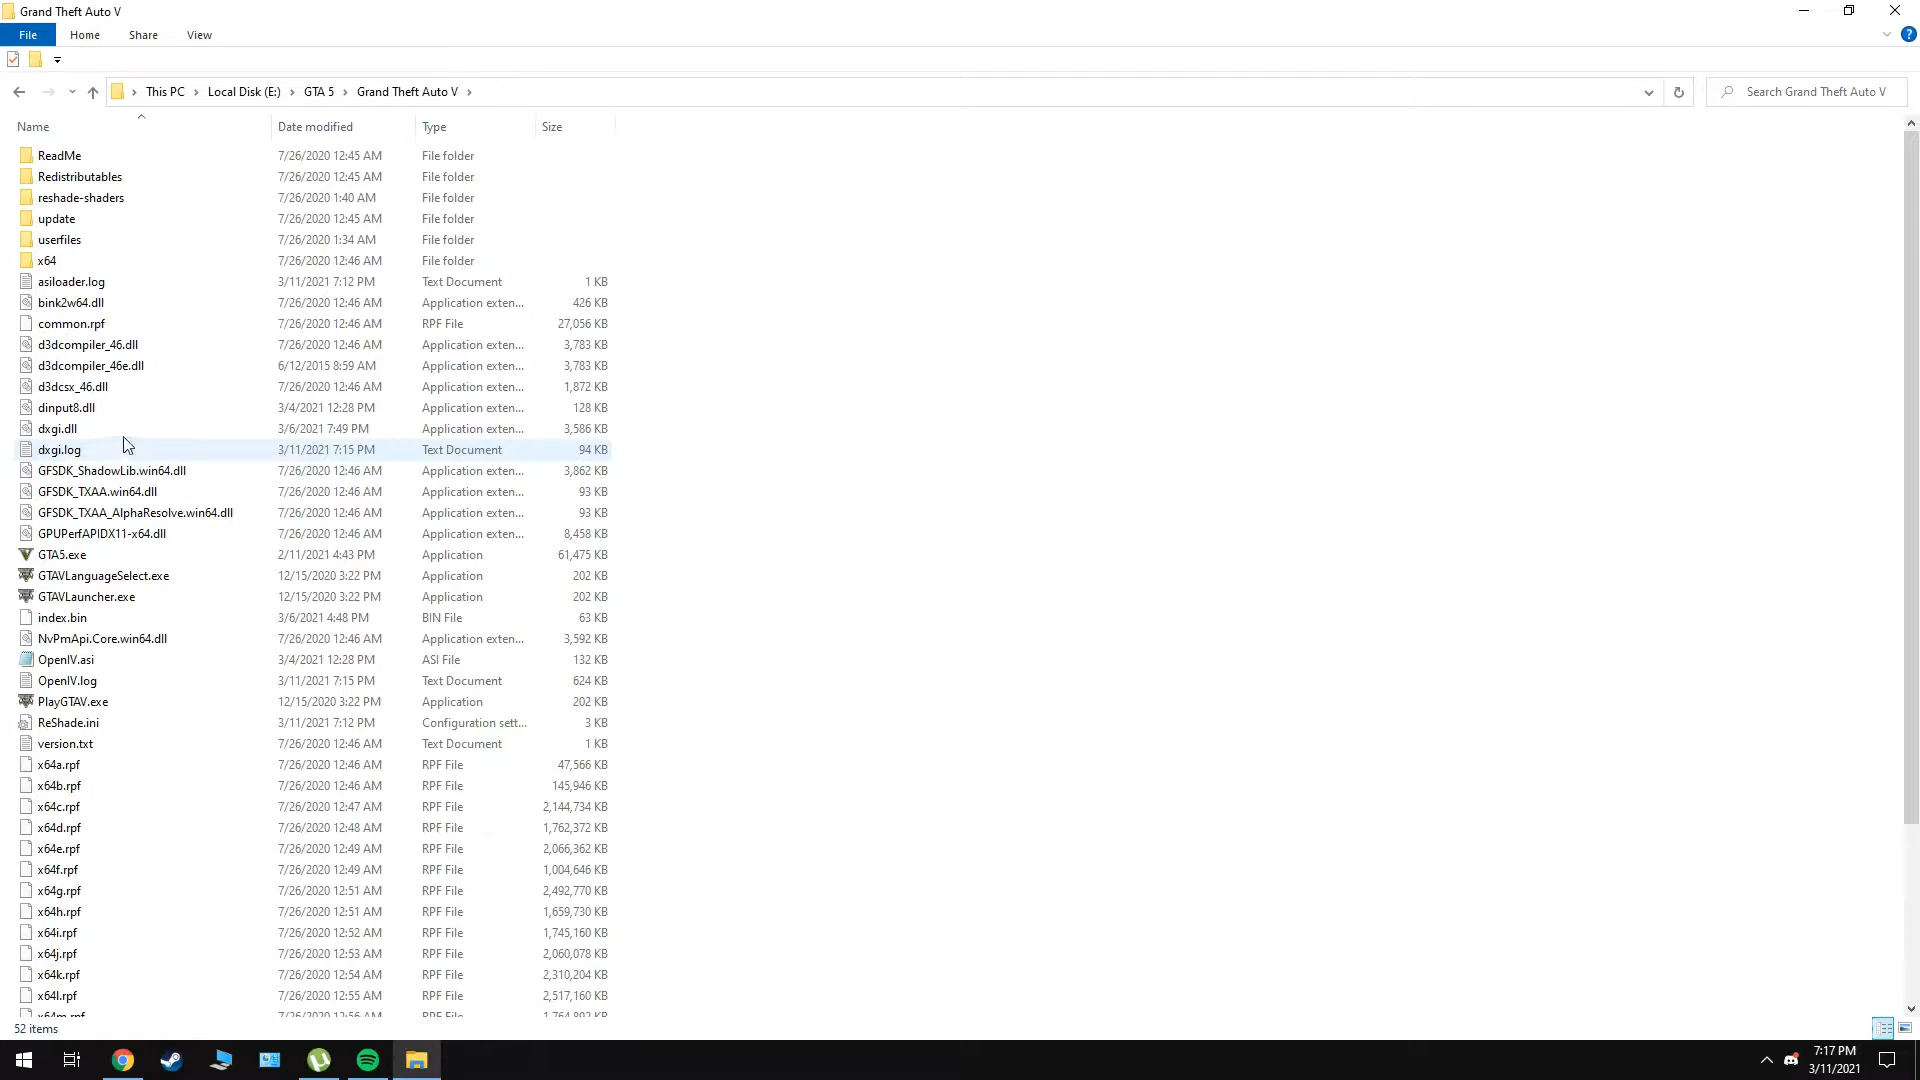 Grand Theft Auto V
File Home Share View
This PC Local Disk (E:) GTA 5 Grand Theft Auto V Search Grand Theft Auto V
Name Date modified Type Size
ReadMe 7/26/2020 12:45 AM File folder
Redistributables 7/26/2020 12:45 AM File folder
reshade-shaders 7/26/2020 1:40 AM File folder
update 7/26/2020 12:45 AM File folder
userfiles 7/26/2020 1:34 AM File folder
x64 7/26/2020 12:46 AM File folder
asiloader.log 3/11/2021 7:12 PM Text Document 1 KB
bink2w64.dll 7/26/2020 12:46 AM Application exten... 426 KB
common.rpf 7/26/2020 12:46 AM RPF File 27,056 KB
d3dcompiler_46.dll 7/26/2020 12:46 AM Application exten... 3,783 KB
d3dcompiler_46e.dll 6/12/2015 8:59 AM Application exten... 3,783 KB
d3dcsx_46.dll 7/26/2020 12:46 AM Application exten... 1,872 KB
dinput8.dll 3/4/2021 12:28 PM Application exten... 128 KB
dxgi.dll 3/6/2021 7:49 PM Application exten... 3,586 KB
dxgi.log 3/11/2021 7:15 PM Text Document 94 KB
GFSDK_ShadowLib.win64.dll 7/26/2020 12:46 AM Application exten... 3,862 KB
GFSDK_TXAA.win64.dll 7/26/2020 12:46 AM Application exten... 93 KB
GFSDK_TXAA_AlphaResolve.win64.dll 7/26/2020 12:46 AM Application exten... 93 KB
GPUPerfAPIDX11-x64.dll 7/26/2020 12:46 AM Application exten... 8,458 KB
GTA5.exe 2/11/2021 4:43 PM Application 61,475 KB
GTAVLanguageSelect.exe 12/15/2020 3:22 PM Application 202 KB
GTAVLauncher.exe 12/15/2020 3:22 PM Application 202 KB
index.bin 3/6/2021 4:48 PM BIN File 63 KB
NvPmApi.Core.win64.dll 7/26/2020 12:46 AM Application exten... 3,592 KB
OpenIV.asi 3/4/2021 12:28 PM ASI File 132 KB
OpenIV.log 3/11/2021 7:15 PM Text Document 624 KB
PlayGTAV.exe 12/15/2020 3:22 PM Application 202 KB
ReShade.ini 3/11/2021 7:12 PM Configuration sett... 3 KB
version.txt 7/26/2020 12:46 AM Text Document 1 KB
x64a.rpf 7/26/2020 12:46 AM RPF File 47,566 KB
x64b.rpf 7/26/2020 12:46 AM RPF File 145,946 KB
x64c.rpf 7/26/2020 12:47 AM RPF File 2,144,734 KB
x64d.rpf 7/26/2020 12:48 AM RPF File 1,762,372 KB
x64e.rpf 7/26/2020 12:49 AM RPF File 2,066,362 KB
x64f.rpf 7/26/2020 12:49 AM RPF File 1,004,646 KB
x64g.rpf 7/26/2020 12:51 AM RPF File 2,492,770 KB
x64h.rpf 7/26/2020 12:51 AM RPF File 1,659,730 KB
x64i.rpf 7/26/2020 12:52 AM RPF File 1,745,160 KB
x64j.rpf 7/26/2020 12:53 AM RPF File 2,060,078 KB
x64k.rpf 7/26/2020 12:54 AM RPF File 2,310,204 KB
x64l.rpf 7/26/2020 12:55 AM RPF File 2,517,160 KB
x64m.rpf 7/26/2020 12:56 AM RPF File 1,764,892 KB
52 items
7:17 PM
3/11/2021